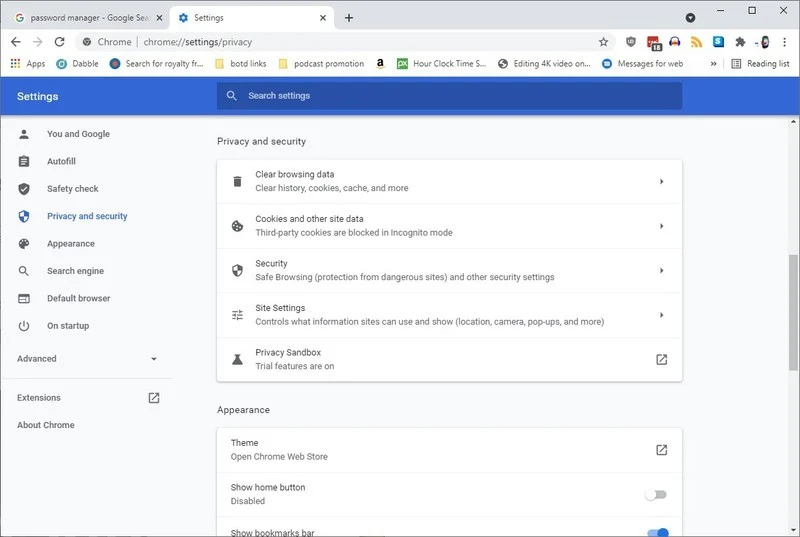 password manager - Google Sea
Settings
Chrome | chrome://settings/privacy
18
Apps
Dabble
Search for royalty fr
botd links
podcast promotion
Hour Clock Time S...
Editing 4K video on...
Messages for web
»
Reading list
Settings
Search settings
You and Google
Autofill
Safety check
Privacy and security
Appearance
Search engine
Default browser
On startup
Advanced
Extensions
About Chrome
Privacy and security
Clear browsing data
Clear history, cookies, cache, and more
Cookies and other site data
Third-party cookies are blocked in Incognito mode
Security
Safe Browsing (protection from dangerous sites) and other security settings
Site Settings
Controls what information sites can use and show (location, camera, pop-ups, and more)
Privacy Sandbox
Trial features are on
Appearance
Theme
Open Chrome Web Store
Show home button
Disabled
Show bookmarks bar